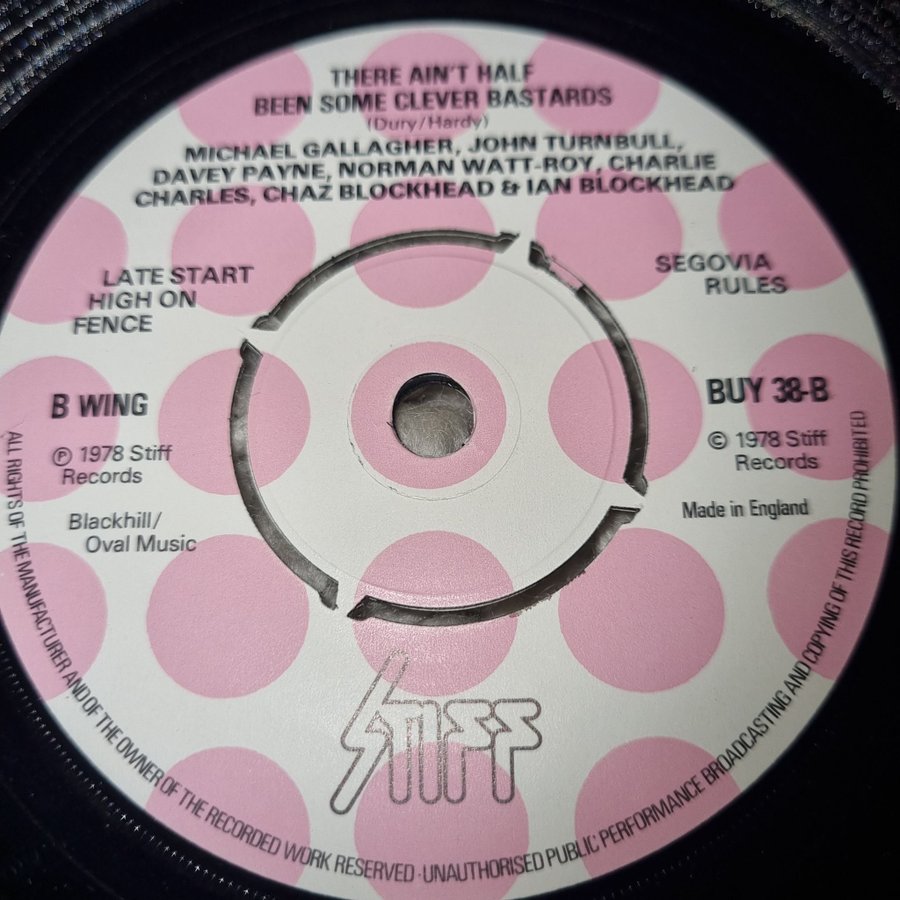 THERE AIN'T HALF
BEEN SOME CLEVER BASTARDS
(Dury/Hardy)
MICHAEL GALLAGHER, JOHN TURNBULL,
DAVEY PAYNE, NORMAN WATT-ROY, CHARLIE
CHARLES, CHAZ BLOCKHEAD & IAN BLOCKHEAD
LATE START
HIGH ON
FENCE
SEGOVIA
RULES
B WING
Ⓟ 1978 Stiff
Records
Blackhill/
Oval Music
BUY 38-B
© 1978 Stiff
Records
Made in England
STIFF
ALL RIGHTS OF THE MANUFACTURER AND OF THE OWNER OF THE RECORDED WORK RESERVED · UNAUTHORISED PUBLIC PERFORMANCE BROADCASTING AND COPYING OF THIS RECORD PROHIBITED